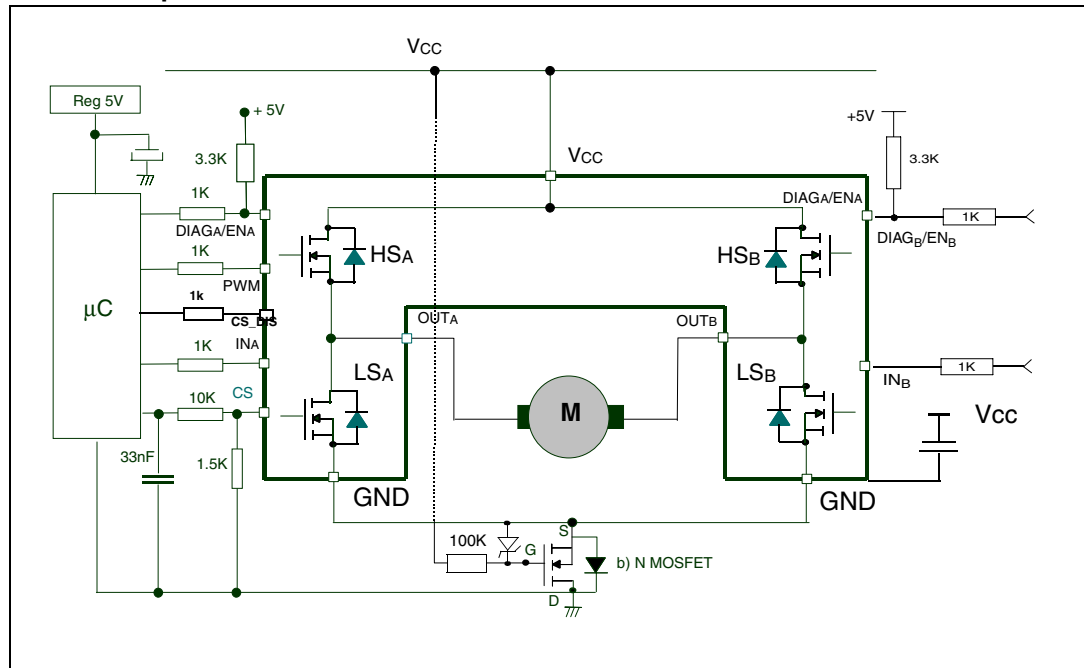 VCC
Reg 5V
+ 5V
+5V
3.3K
3.3K
VCC
1K
DIAGA/ENA
DIAGA/ENA
1K
DIAGB/ENB
HSA
HSB
1K
PWM
µC
1k
CS_DIS
OUTA
OUTB
1K
INA
1K
INB
LSA
LSB
M
CS
10K
VCC
33nF
1.5K
GND
GND
100K
G
S
D
b) N MOSFET